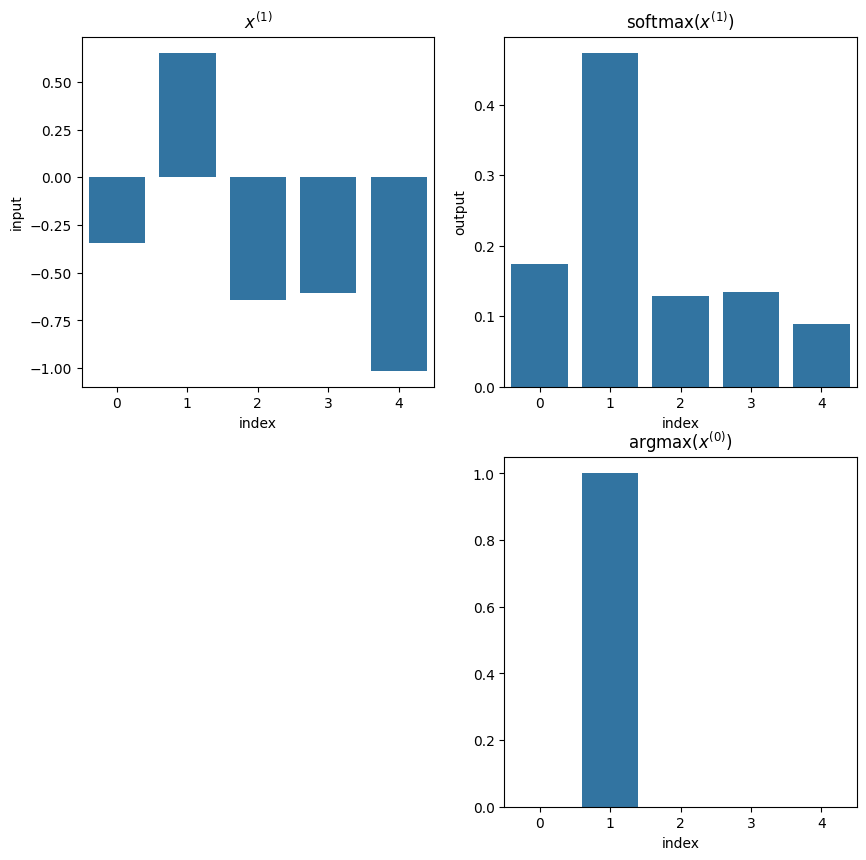 x^{(1)}
0.50
0.25
0.00
−0.25
−0.50
−0.75
−1.00
input
0 1 2 3 4
index
softmax(x^{(1)})
0.4
0.3
0.2
0.1
0.0
output
0 1 2 3 4
index
argmax(x^{(0)})
1.0
0.8
0.6
0.4
0.2
0.0
0 1 2 3 4
index